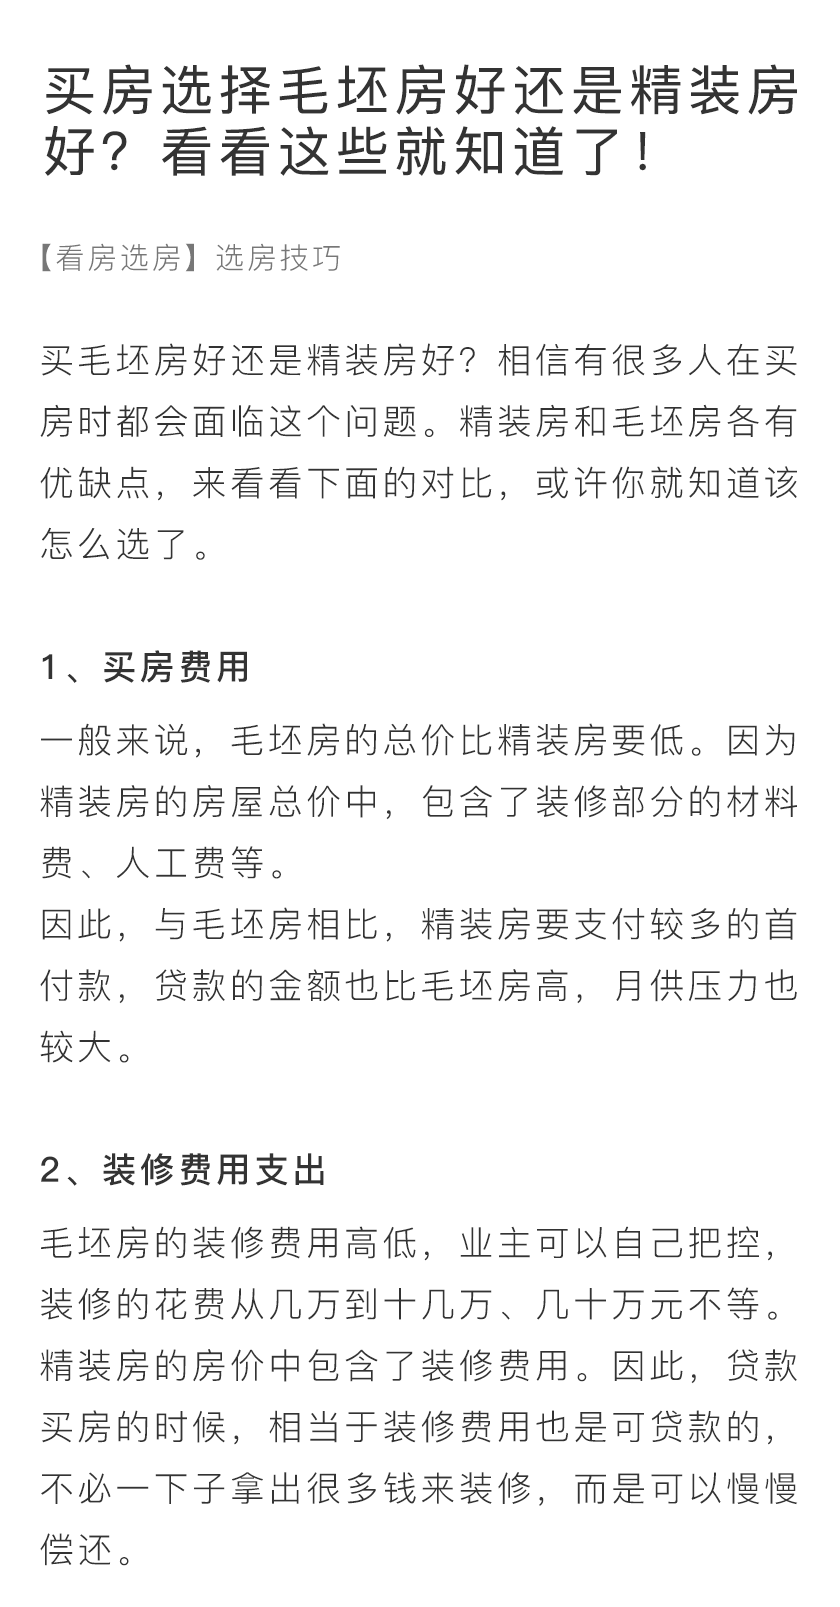 买房选择毛坯房好还是精装房
好？看看这些就知道了！
【看房选房】选房技巧
买毛坯房好还是精装房好？相信有很多人在买
房时都会面临这个问题。精装房和毛坯房各有
优缺点，来看看下面的对比，或许你就知道该
怎么选了。
1、买房费用
一般来说，毛坯房的总价比精装房要低。因为
精装房的房屋总价中，包含了装修部分的材料
费、人工费等。
因此，与毛坯房相比，精装房要支付较多的首
付款，贷款的金额也比毛坯房高，月供压力也
较大。
2、装修费用支出
毛坯房的装修费用高低，业主可以自己把控，
装修的花费从几万到十几万、几十万元不等。
精装房的房价中包含了装修费用。因此，贷款
买房的时候，相当于装修费用也是可贷款的，
不必一下子拿出很多钱来装修，而是可以慢慢
偿还。